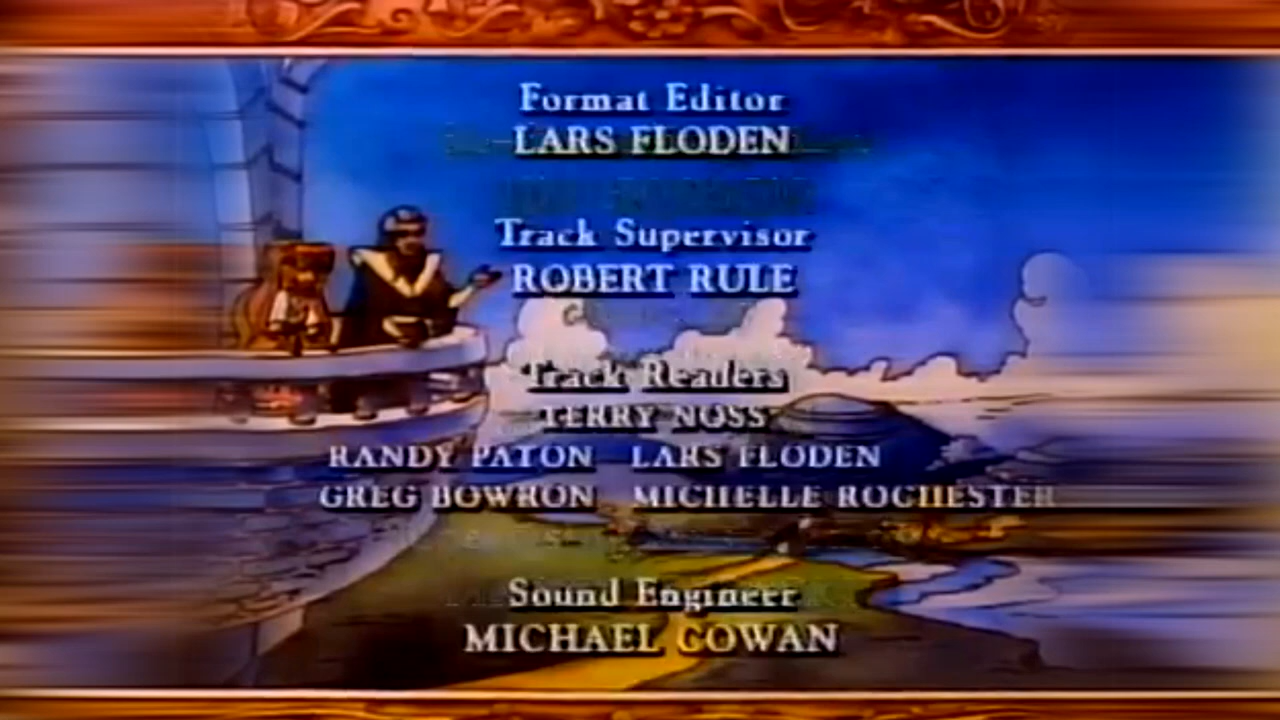 Format Editor
LARS FLODEN
Track Supervisor
ROBERT RULE
Track Readers
TERRY NOSS
RANDY PATON LARS FLODEN
GREG BOWRON MICHELLE ROCHESTER
Sound Engineer
MICHAEL GOWAN